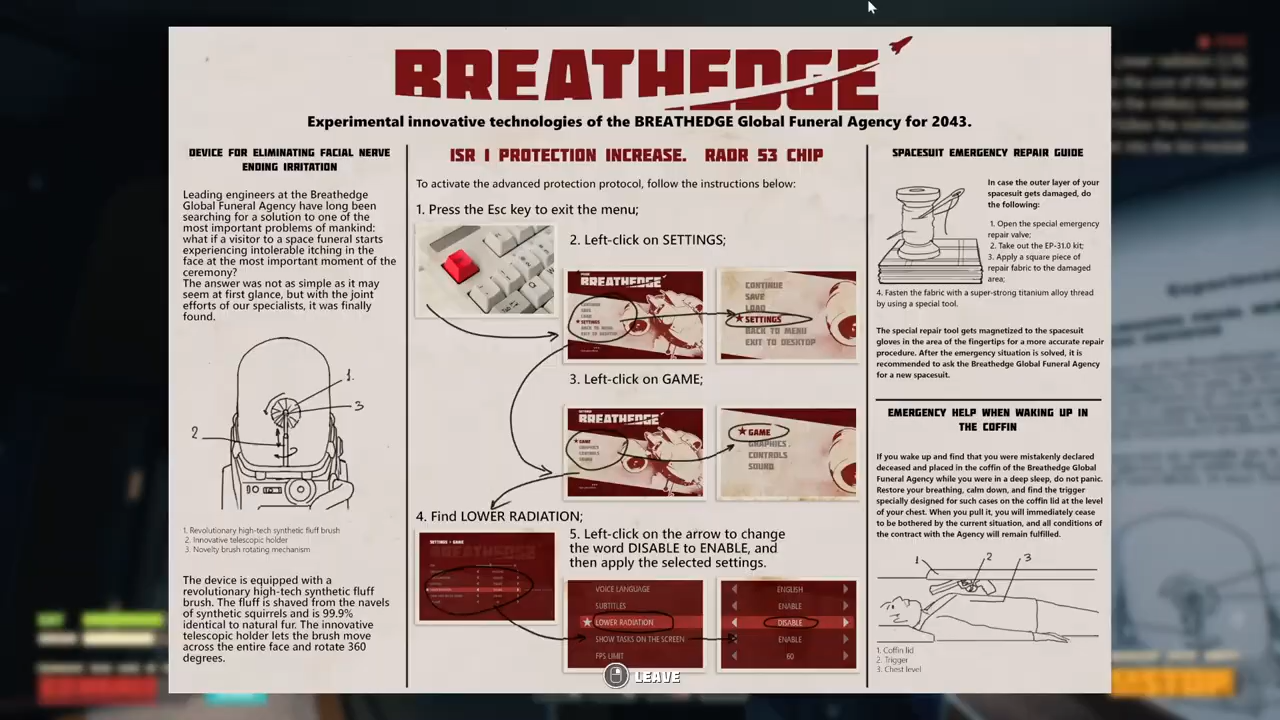 BREATHEDGE
Experimental innovative technologies of the BREATHEDGE Global Funeral Agency for 2043.
DEVICE FOR ELIMINATING FACIAL NERVE
ENDING IRRITATION
Leading engineers at the Breathedge
Global Funeral Agency have long been
searching for a solution to one of the
most important problems of mankind:
what if a visitor to a space funeral starts
experiencing intolerable itching in the
face at the most important moment of the
ceremony?
The answer was not as simple as it may
seem at first glance, but with the joint
efforts of our specialists, it was finally
found.
1.
3
2
1. Revolutionary high-tech synthetic fluff brush
2. Innovative telescopic holder
3. Novelty brush rotating mechanism
The device is equipped with a
revolutionary high-tech synthetic fluff
brush. The fluff is shaved from the navels
of synthetic squirrels and is 99.9%
identical to natural fur. The innovative
telescopic holder lets the brush move
across the entire face and rotate 360
degrees.
ISR 1 PROTECTION INCREASE. RADR 53 CHIP
To activate the advanced protection protocol, follow the instructions below:
1. Press the Esc key to exit the menu;
2. Left-click on SETTINGS;
BREATHEDGE
CONTINUE
SAVE
LOAD
SETTINGS
BACK TO MENU
EXIT TO DESKTOP
CONTINUE
SAVE
LOAD
SETTINGS
BACK TO MENU
EXIT TO DESKTOP
3. Left-click on GAME;
BREATHEDGE
GAME
GRAPHICS
CONTROLS
SOUND
GAME
GRAPHICS
CONTROLS
SOUND
4. Find LOWER RADIATION;
SETTINGS > GAME
5. Left-click on the arrow to change
the word DISABLE to ENABLE, and
then apply the selected settings.
VOICE LANGUAGE
SUBTITLES
LOWER RADIATION
SHOW TASKS ON THE SCREEN
FPS LIMIT
ENGLISH
ENABLE
DISABLE
ENABLE
60
LEAVE
SPACESUIT EMERGENCY REPAIR GUIDE
In case the outer layer of your
spacesuit gets damaged, do
the following:
1. Open the special emergency
repair valve;
2. Take out the EP-31.0 kit;
3. Apply a square piece of
repair fabric to the damaged
area;
4. Fasten the fabric with a super-strong titanium alloy thread
by using a special tool.
The special repair tool gets magnetized to the spacesuit
gloves in the area of the fingertips for a more accurate repair
procedure. After the emergency situation is solved, it is
recommended to ask the Breathedge Global Funeral Agency
for a new spacesuit.
EMERGENCY HELP WHEN WAKING UP IN
THE COFFIN
If you wake up and find that you were mistakenly declared
deceased and placed in the coffin of the Breathedge Global
Funeral Agency while you were in a deep sleep, do not panic.
Restore your breathing, calm down, and find the trigger
specially designed for such cases on the coffin lid at the level
of your chest. When you pull it, you will immediately cease
to be bothered by the current situation, and all conditions of
the contract with the Agency will remain fulfilled.
1
2
3
1. Coffin lid
2. Trigger
3. Chest level